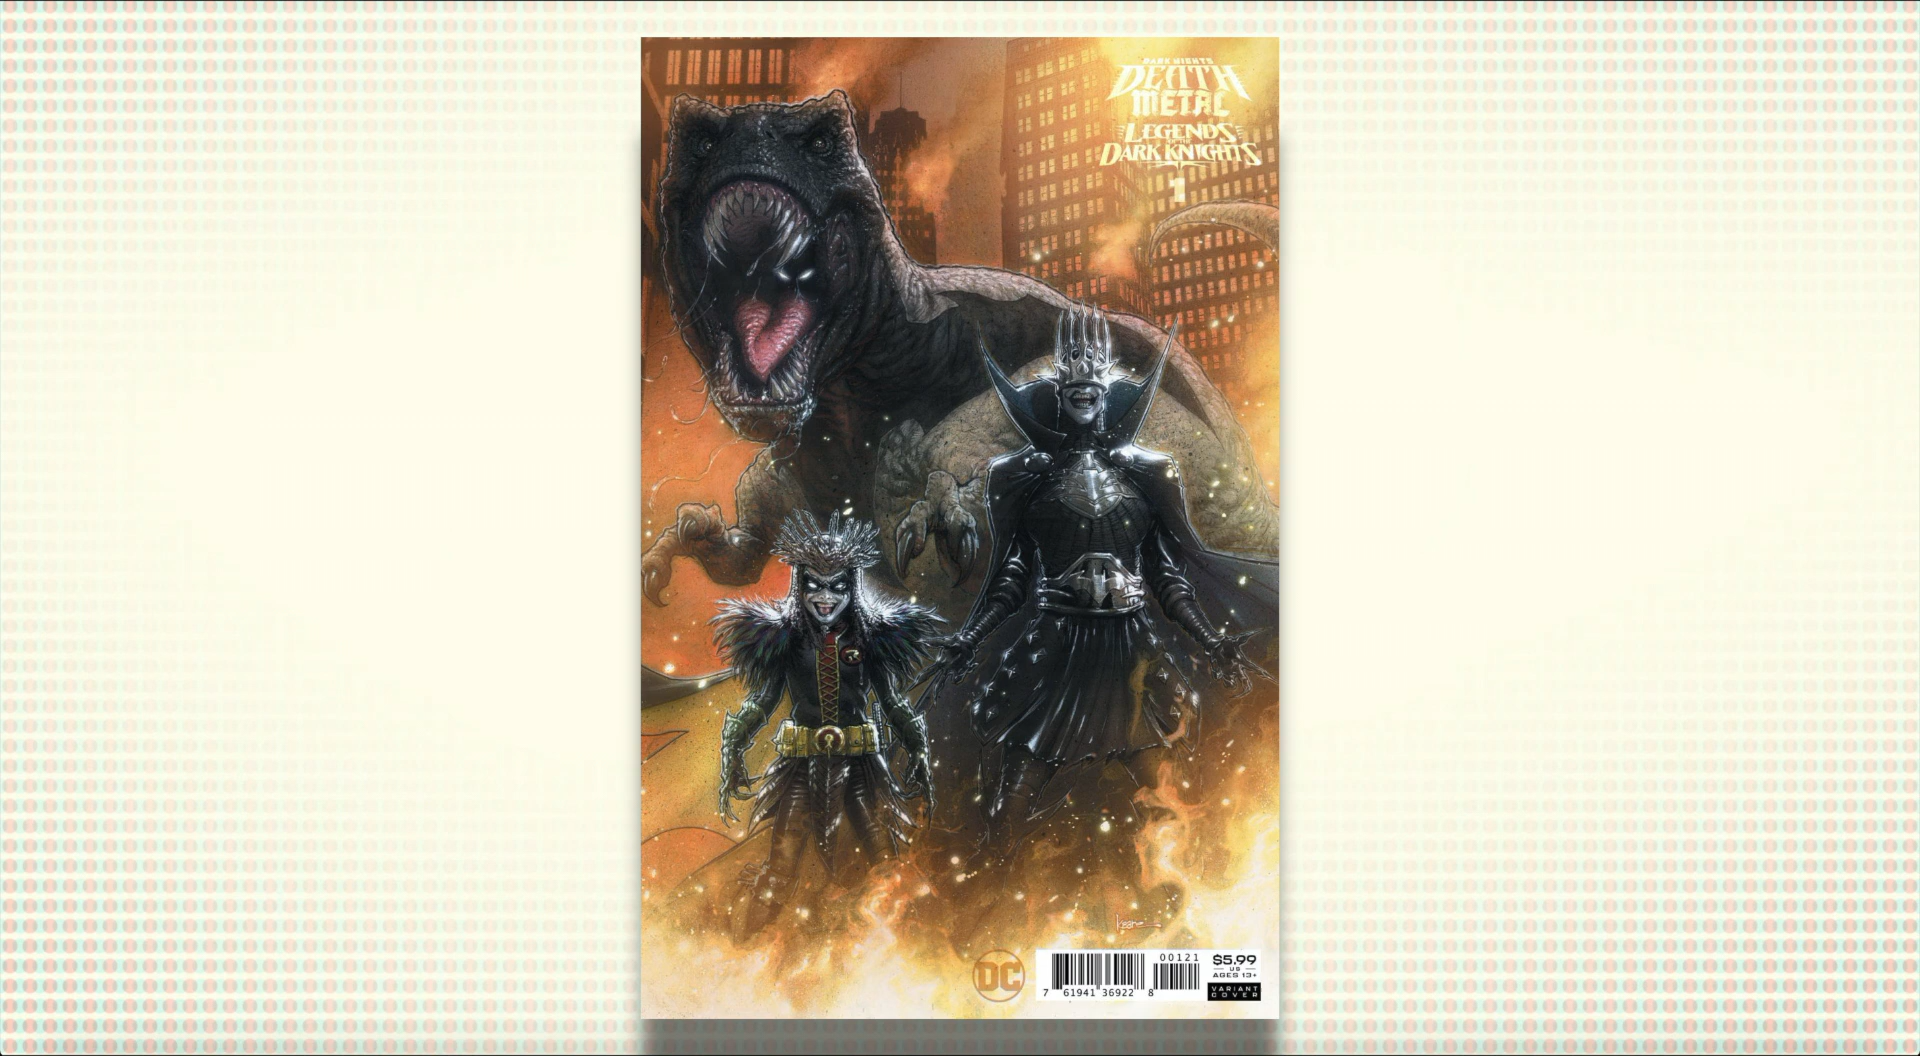 DARK NIGHTS
DEATH
METAL
LEGENDS
OF THE
DARK KNIGHTS
1
R
Kaare
DC
00121
7 61941 36922 8
$5.99
US
AGES 13+
VARIANT
COVER